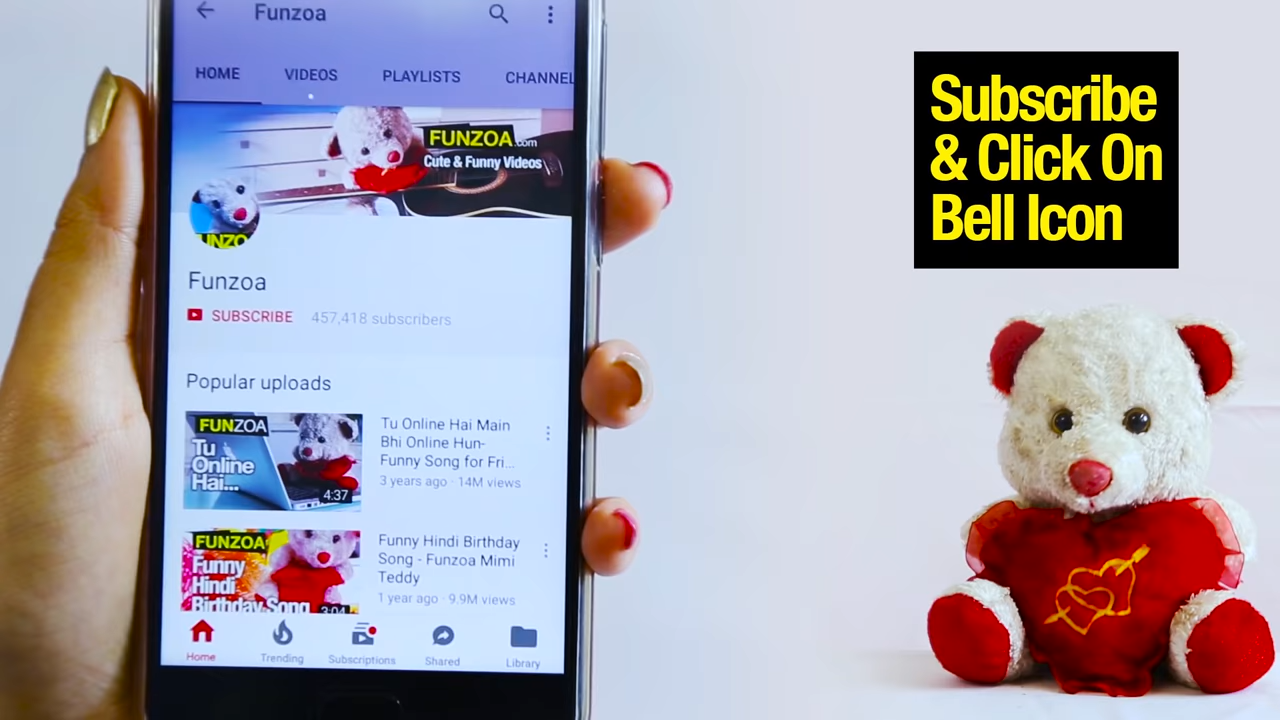 Funzoa
HOME VIDEOS PLAYLISTS CHANNEL
FUNZOA.com
Cute & Funny Videos
UNZO
Funzoa
SUBSCRIBE 457,418 subscribers
Popular uploads
FUNZOA
Tu
Online
Hai...
4:37
Tu Online Hai Main
Bhi Online Hun-
Funny Song for Fri...
3 years ago · 14M views
FUNZOA
Funny
Hindi
Birthday Song
3:04
Funny Hindi Birthday
Song - Funzoa Mimi
Teddy
1 year ago · 9.9M views
Home Trending Subscriptions Shared Library
Subscribe
& Click On
Bell Icon